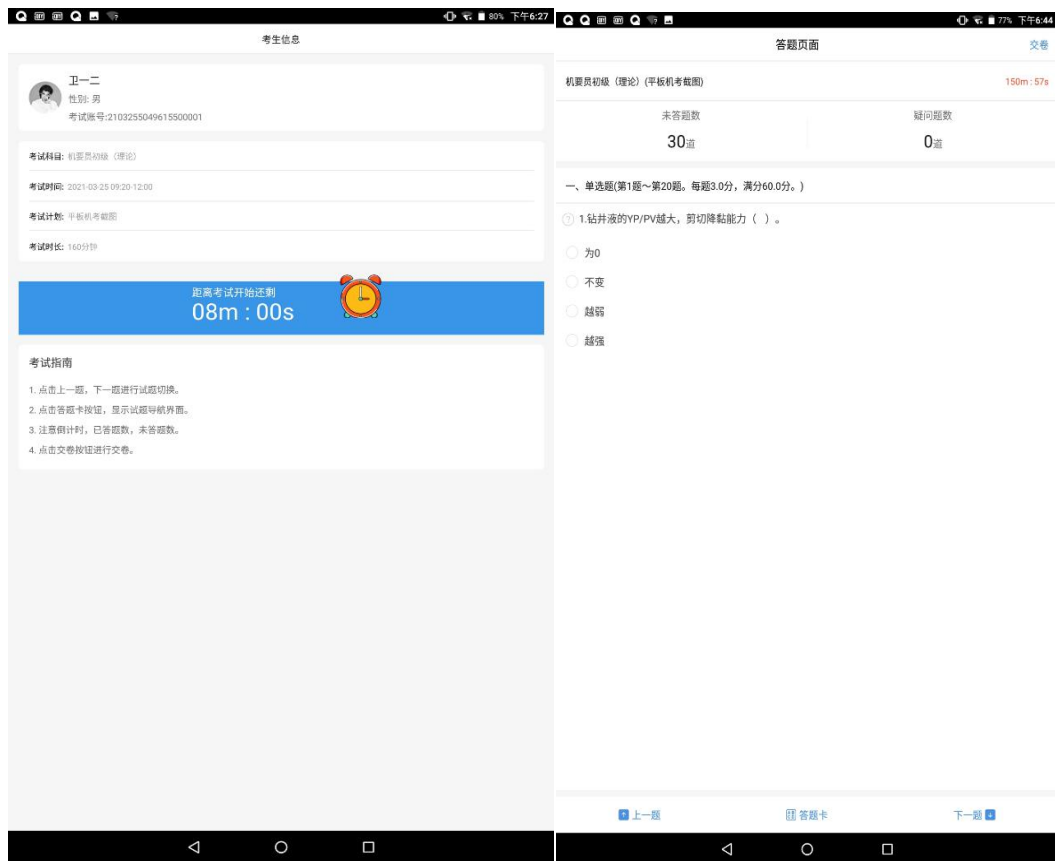 80% 下午6:27
考生信息
卫一二
性别: 男
考试账号:2103255049615500001
考试科目: 机要员初级（理论）
考试时间: 2021-03-25 09:20-12:00
考试计划: 平板机考截图
考试时长: 160分钟
距离考试开始还剩
08m : 00s
考试指南
1. 点击上一题，下一题进行试题切换。
2. 点击答题卡按钮，显示试题导航界面。
3. 注意倒计时，已答题数，未答题数。
4. 点击交卷按钮进行交卷。
77% 下午6:44
答题页面
交卷
机要员初级（理论）(平板机考截图)
150m : 57s
未答题数
疑问题数
30道
0道
一、单选题(第1题～第20题。每题3.0分，满分60.0分。)
? 1.钻井液的YP/PV越大，剪切降黏能力（ ）。
为0
不变
越弱
越强
上一题
答题卡
下一题